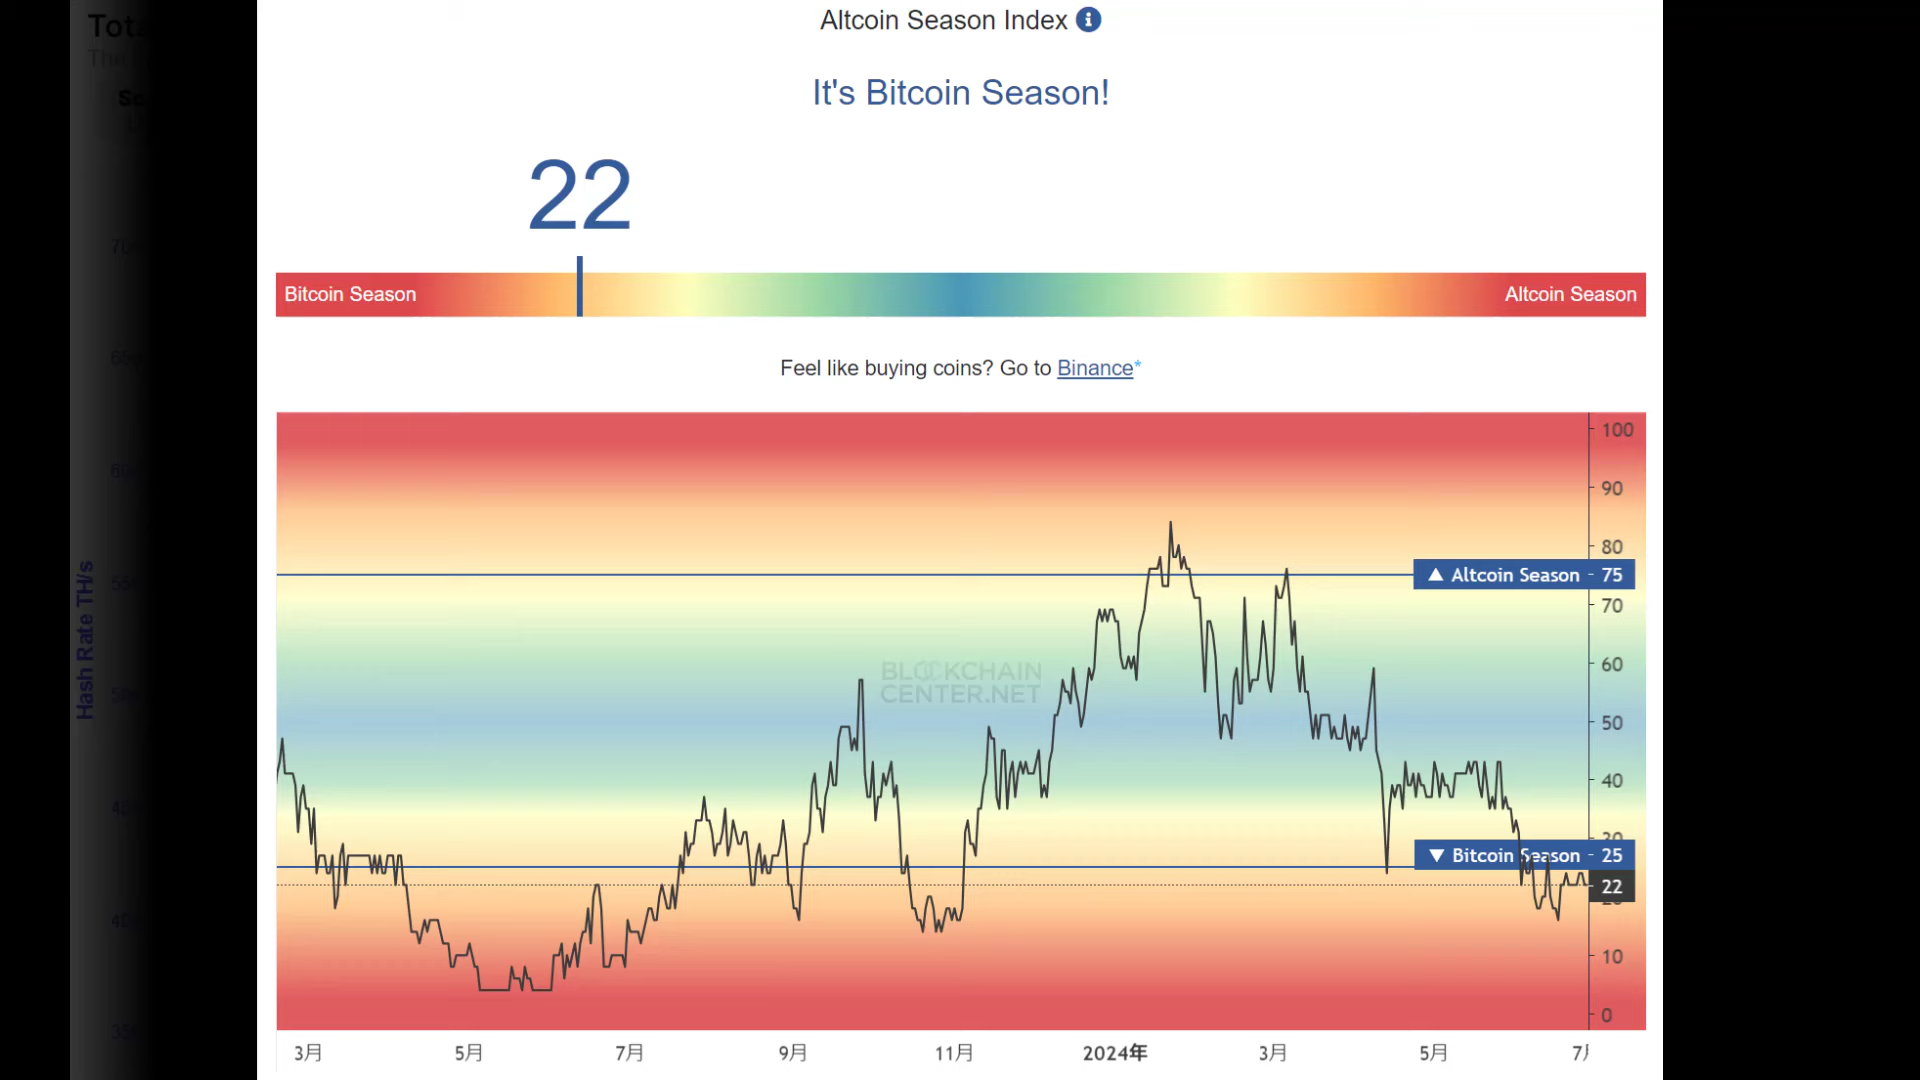 Altcoin Season Index
It's Bitcoin Season!
22
Bitcoin Season
Altcoin Season
Feel like buying coins? Go to Binance*
100
90
80
▲ Altcoin Season - 75
70
60
BLOCKCHAIN
CENTER.NET
50
40
30
▼ Bitcoin Season - 25
22
10
0
3月
5月
7月
9月
11月
2024年
3月
5月
Hash Rate TH/s